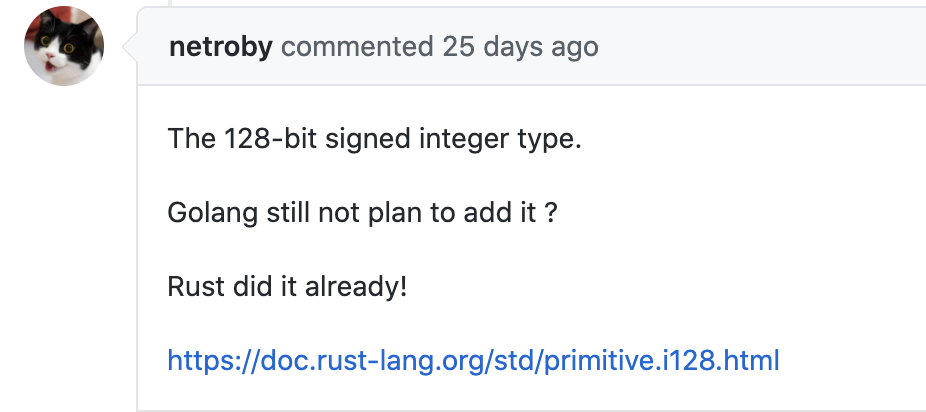 netroby commented 25 days ago
The 128-bit signed integer type.
Golang still not plan to add it ?
Rust did it already!
https://doc.rust-lang.org/std/primitive.i128.html